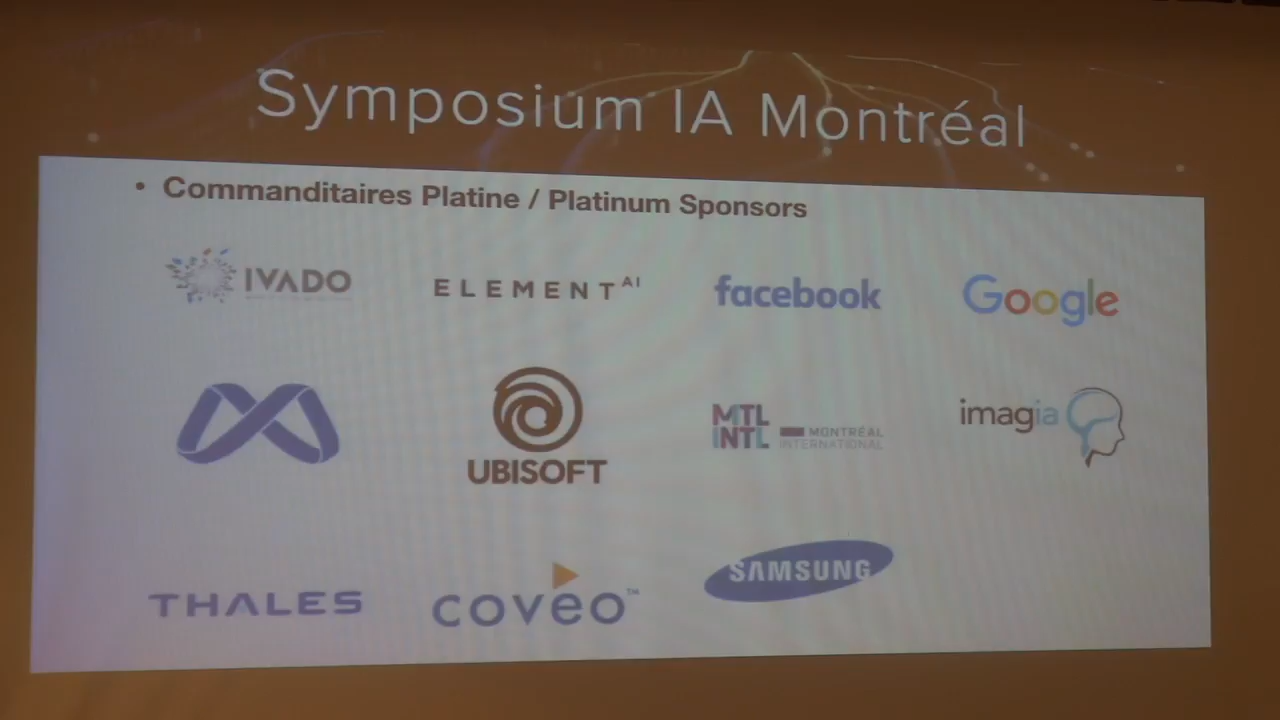 Symposium IA Montréal
• Commanditaires Platine / Platinum Sponsors
IVADO
ELEMENT AI
facebook
Google
UBISOFT
MTL
INTL
MONTRÉAL
INTERNATIONAL
imagia
THALES
coveo™
SAMSUNG